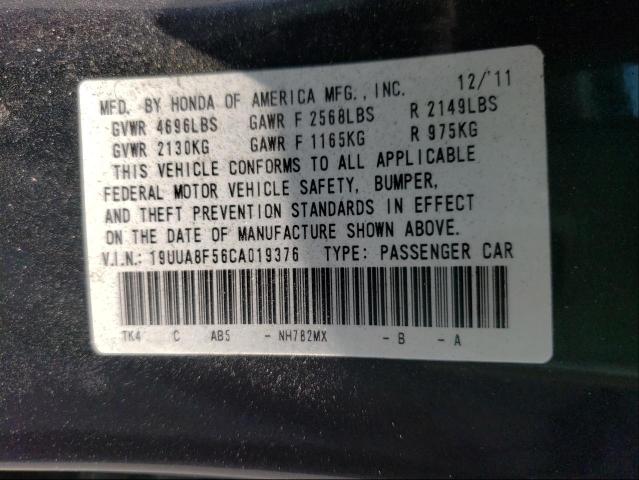 MFD. BY HONDA OF AMERICA MFG., INC. 12/'11
GVWR 4696LBS GAWR F 2568LBS R 2149LBS
GVWR 2130KG GAWR F 1165KG R 975KG
THIS VEHICLE CONFORMS TO ALL APPLICABLE
FEDERAL MOTOR VEHICLE SAFETY, BUMPER,
AND THEFT PREVENTION STANDARDS IN EFFECT
ON THE DATE OF MANUFACTURE SHOWN ABOVE.
V.I.N.: 19UUA8F56CA019376 TYPE: PASSENGER CAR
TK4 C AB5 - NH782MX - B - A